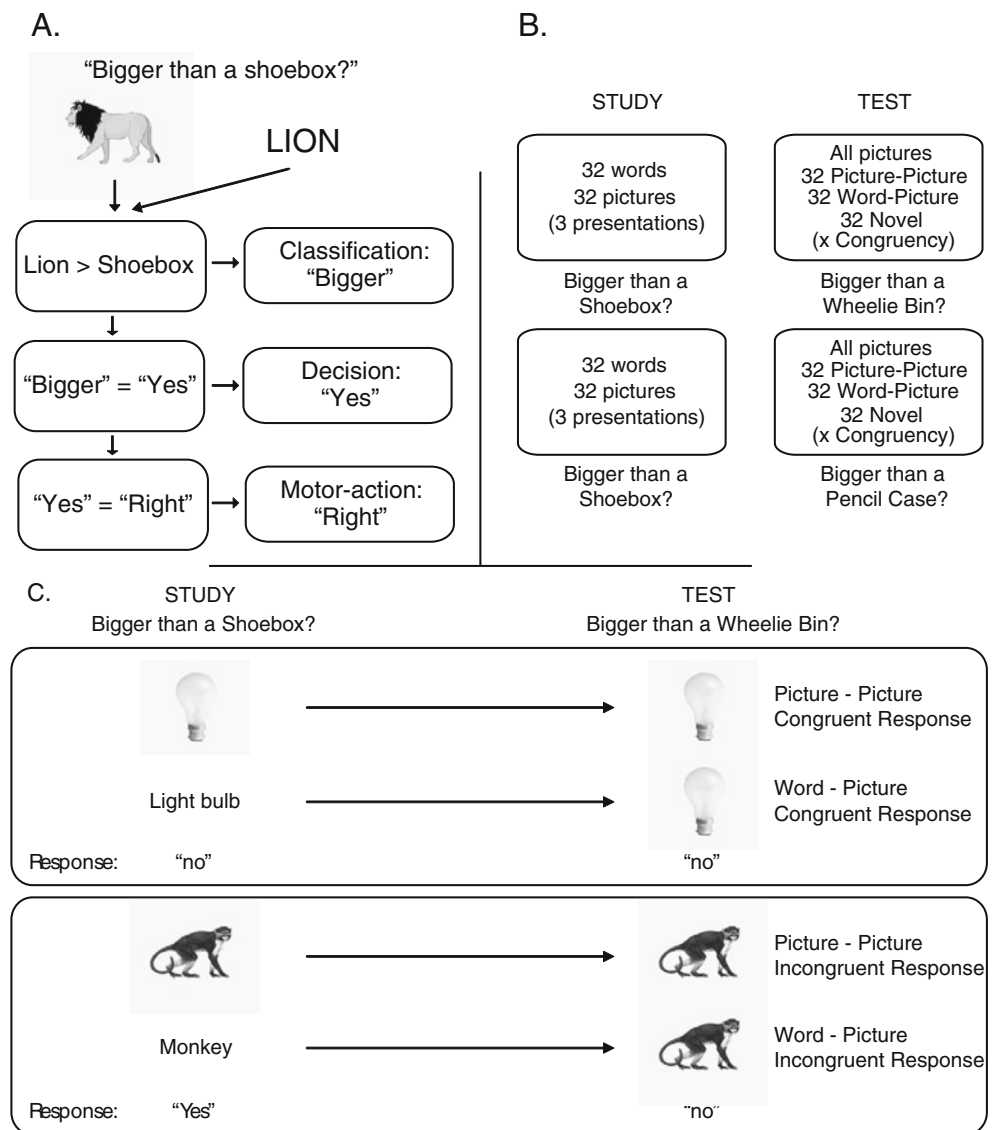 A.
"Bigger than a shoebox?"
LION
Lion > Shoebox
Classification:
"Bigger"
"Bigger" = "Yes"
Decision:
"Yes"
"Yes" = "Right"
Motor-action:
"Right"
B.
STUDY
TEST
32 words
32 pictures
(3 presentations)
All pictures
32 Picture-Picture
32 Word-Picture
32 Novel
(x Congruency)
Bigger than a
Shoebox?
Bigger than a
Wheelie Bin?
32 words
32 pictures
(3 presentations)
All pictures
32 Picture-Picture
32 Word-Picture
32 Novel
(x Congruency)
Bigger than a
Shoebox?
Bigger than a
Pencil Case?
C.
STUDY
TEST
Bigger than a Shoebox?
Bigger than a Wheelie Bin?
Picture - Picture
Congruent Response
Light bulb
Word - Picture
Congruent Response
Response:
"no"
"no"
Picture - Picture
Incongruent Response
Monkey
Word - Picture
Incongruent Response
Response:
"Yes"
"no"